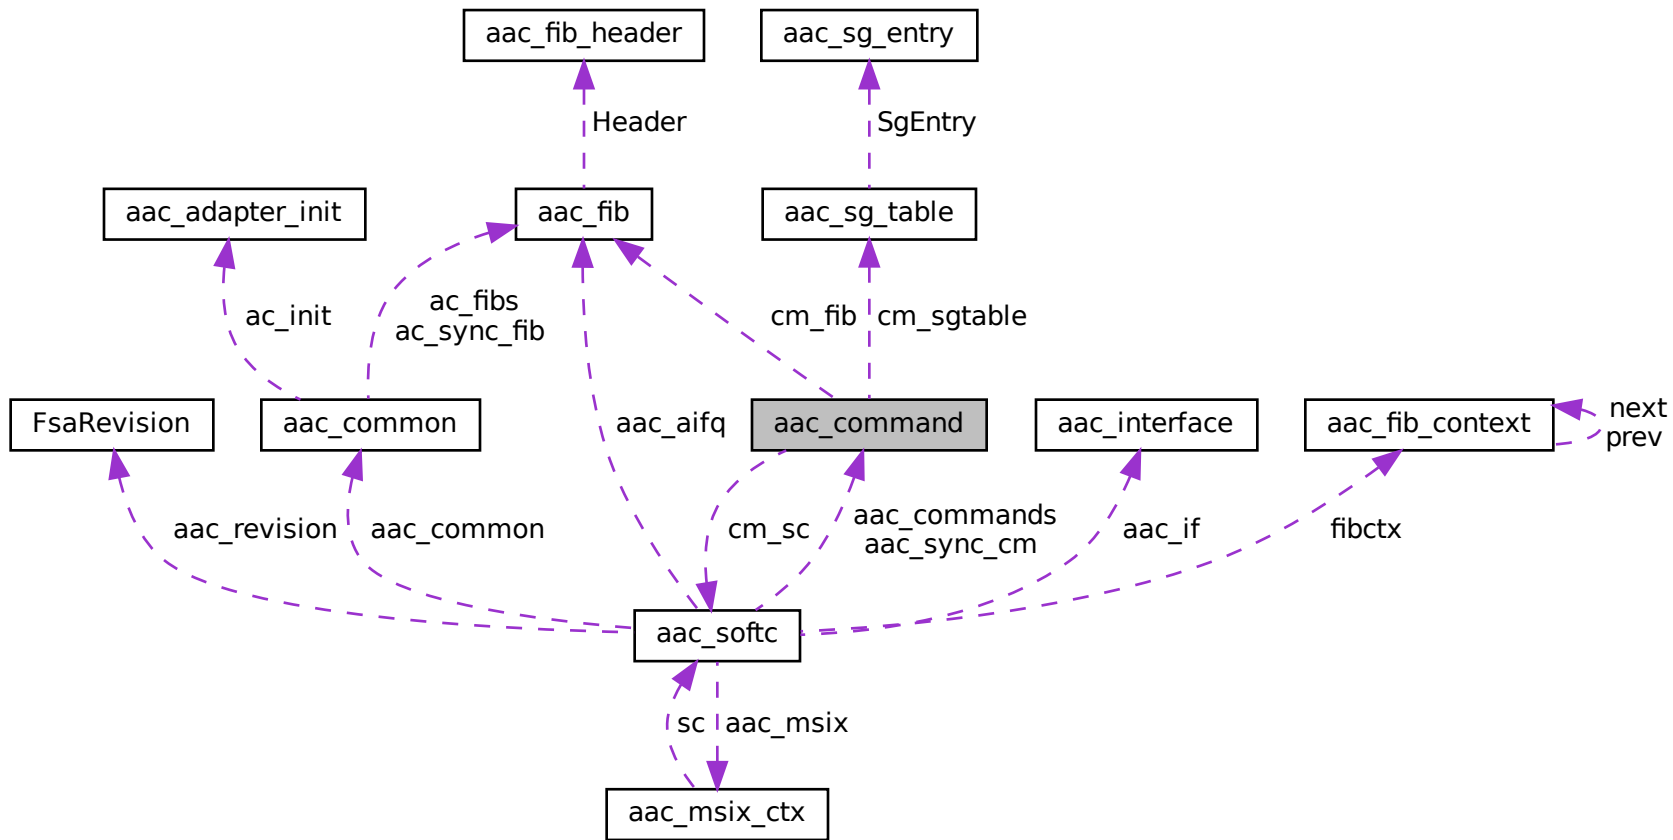 aac_fib_header
aac_sg_entry
Header
SgEntry
aac_adapter_init
aac_fib
aac_sg_table
ac_init
ac_fibs
ac_sync_fib
cm_fib
cm_sgtable
FsaRevision
aac_common
aac_aifq
aac_command
aac_interface
aac_fib_context
next
prev
aac_revision
aac_common
cm_sc
aac_commands
aac_sync_cm
aac_if
fibctx
aac_softc
sc
aac_msix
aac_msix_ctx